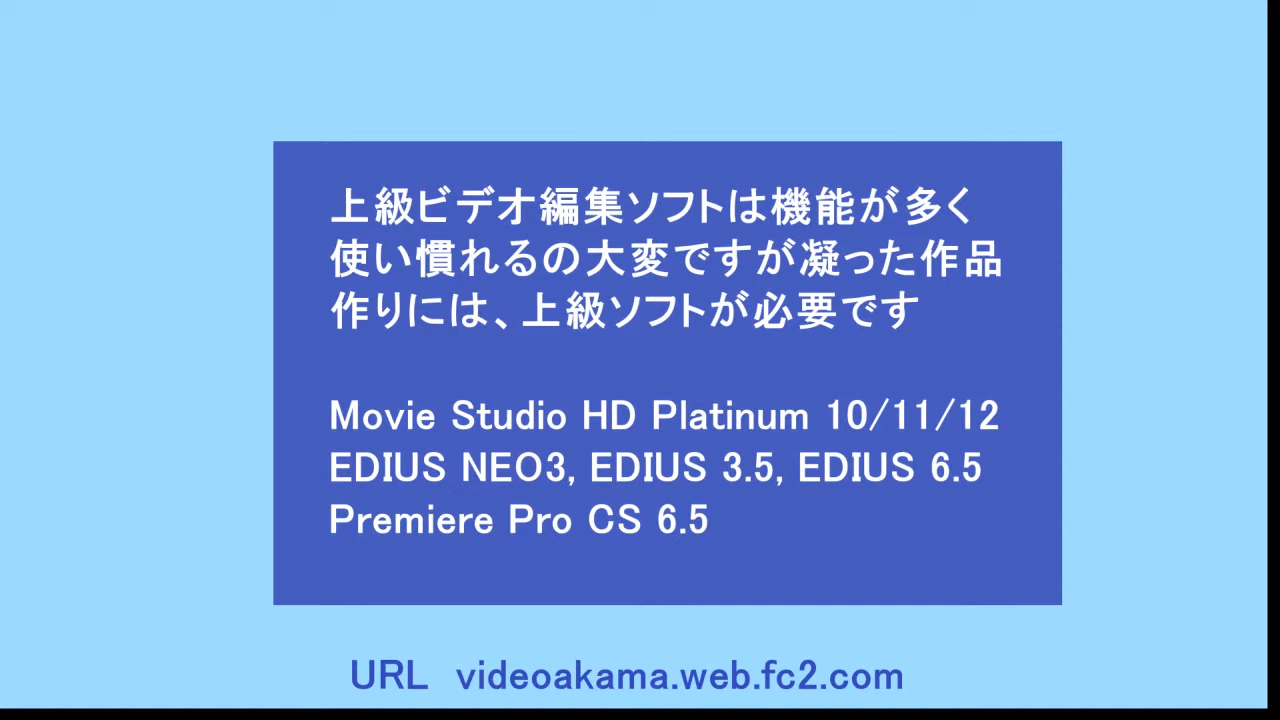 上級ビデオ編集ソフトは機能が多く
使い慣れるの大変ですが凝った作品
作りには、上級ソフトが必要です
Movie Studio HD Platinum 10/11/12
EDIUS NEO3, EDIUS 3.5, EDIUS 6.5
Premiere Pro CS 6.5
URL videoakama.web.fc2.com